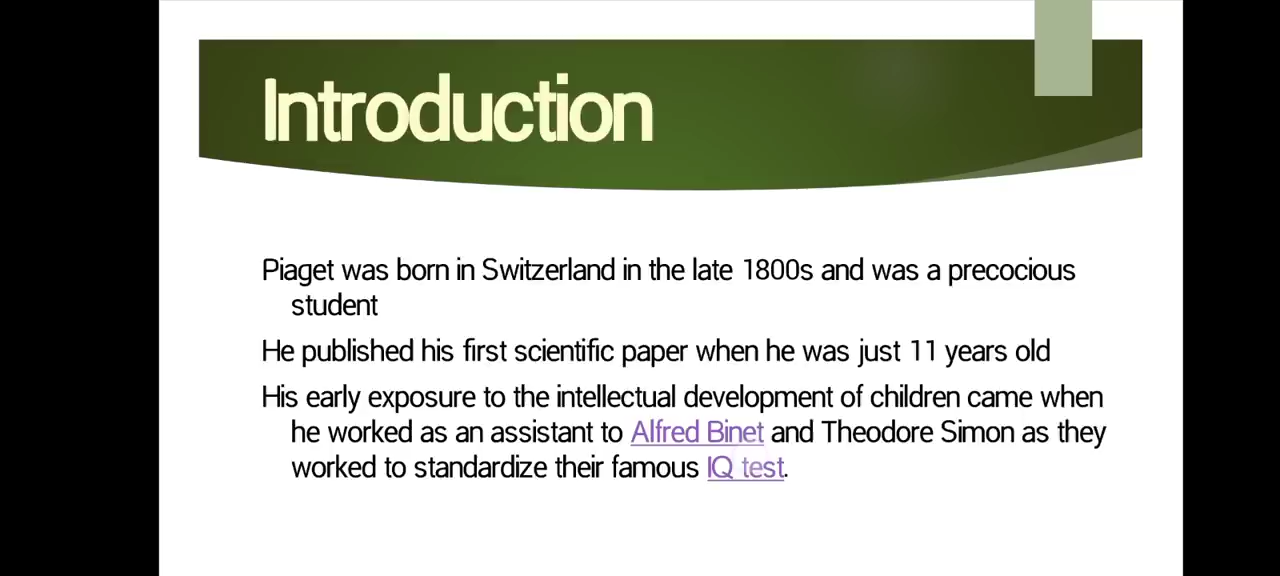 Introduction
Piaget was born in Switzerland in the late 1800s and was a precocious
student
He published his first scientific paper when he was just 11 years old
His early exposure to the intellectual development of children came when
he worked as an assistant to Alfred Binet and Theodore Simon as they
worked to standardize their famous IQ test.